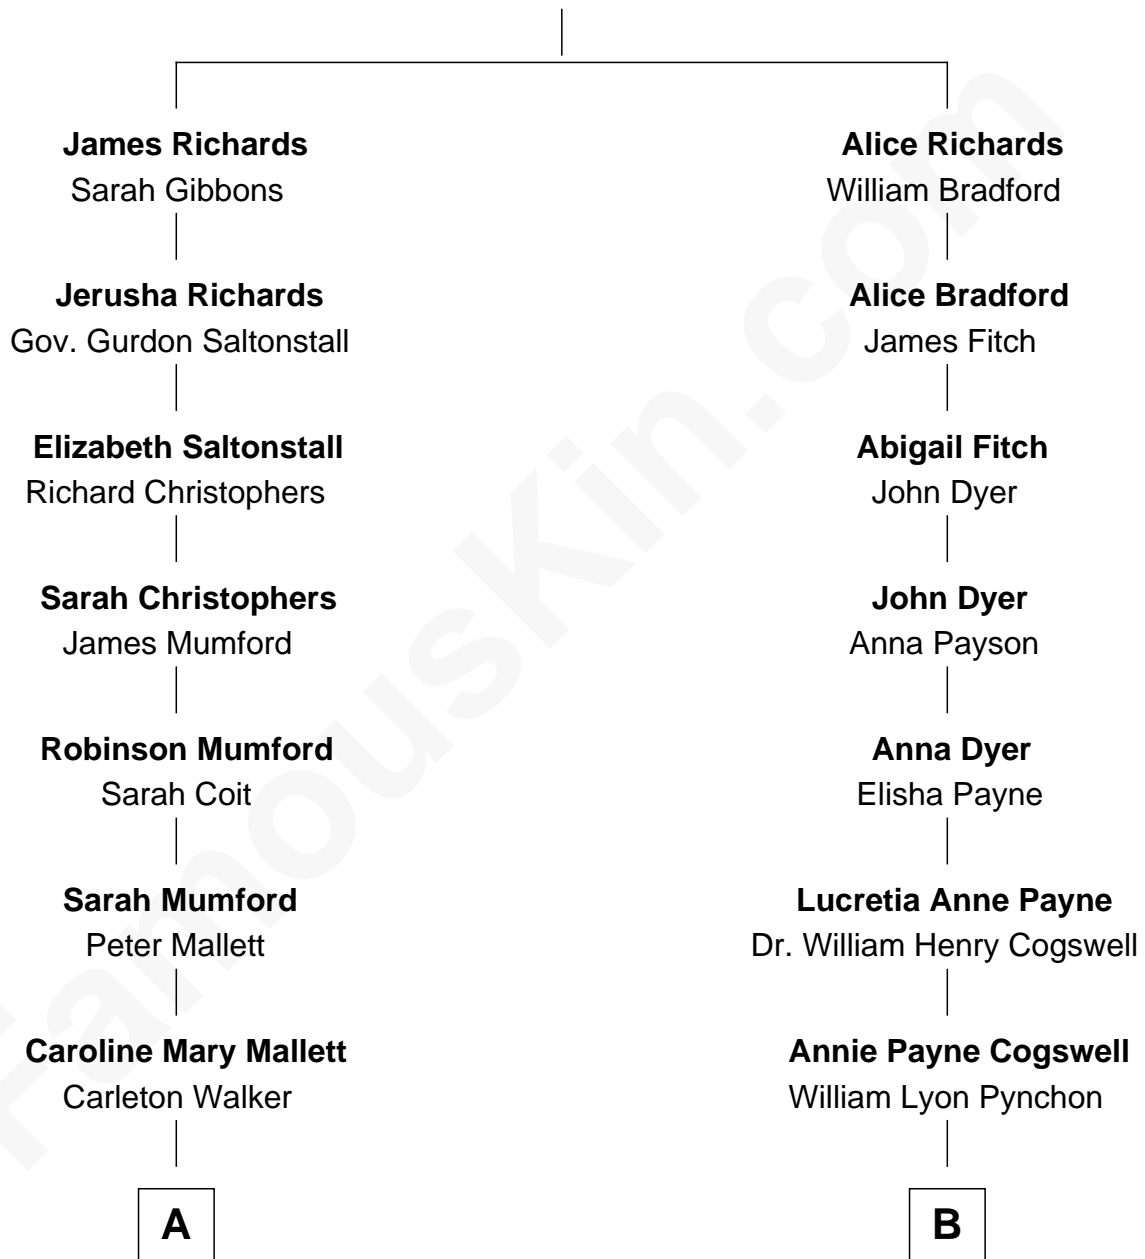 James Richards
Sarah Gibbons
Jerusha Richards
Gov. Gurdon Saltonstall
Elizabeth Saltonstall
Richard Christophers
Sarah Christophers
James Mumford
Robinson Mumford
Sarah Coit
Sarah Mumford
Peter Mallett
Caroline Mary Mallett
Carleton Walker
A
Alice Richards
William Bradford
Alice Bradford
James Fitch
Abigail Fitch
John Dyer
John Dyer
Anna Payson
Anna Dyer
Elisha Payne
Lucretia Anne Payne
Dr. William Henry Cogswell
Annie Payne Cogswell
William Lyon Pynchon
B
FamousKin.com